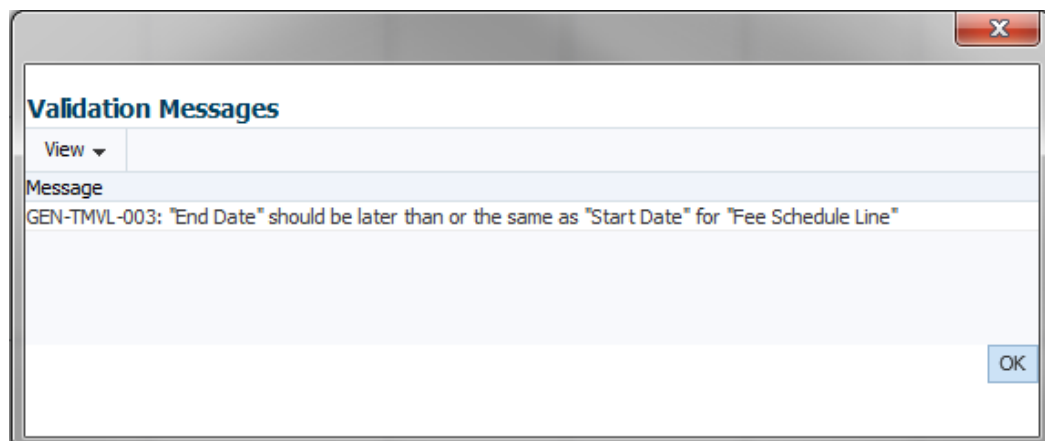 X
Validation Messages
View
Message
GEN-TMVL-003: "End Date" should be later than or the same as "Start Date" for "Fee Schedule Line"
OK